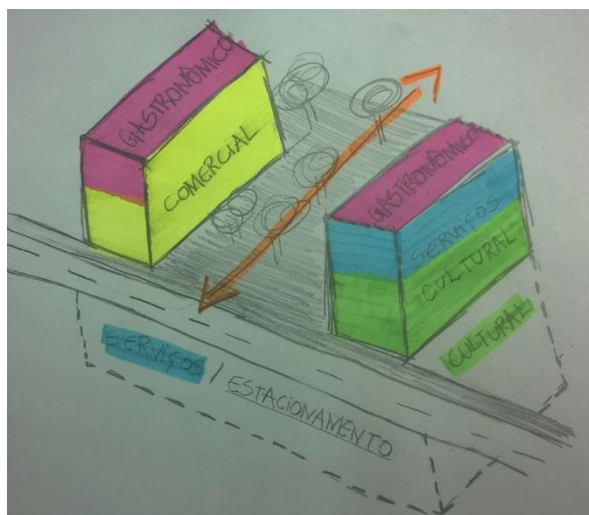 GASTRONÔMICO
COMERCIAL
GASTRONÔMICO
SERVIÇOS
CULTURAL
CULTURAL
SERVIÇOS / ESTACIONAMENTO